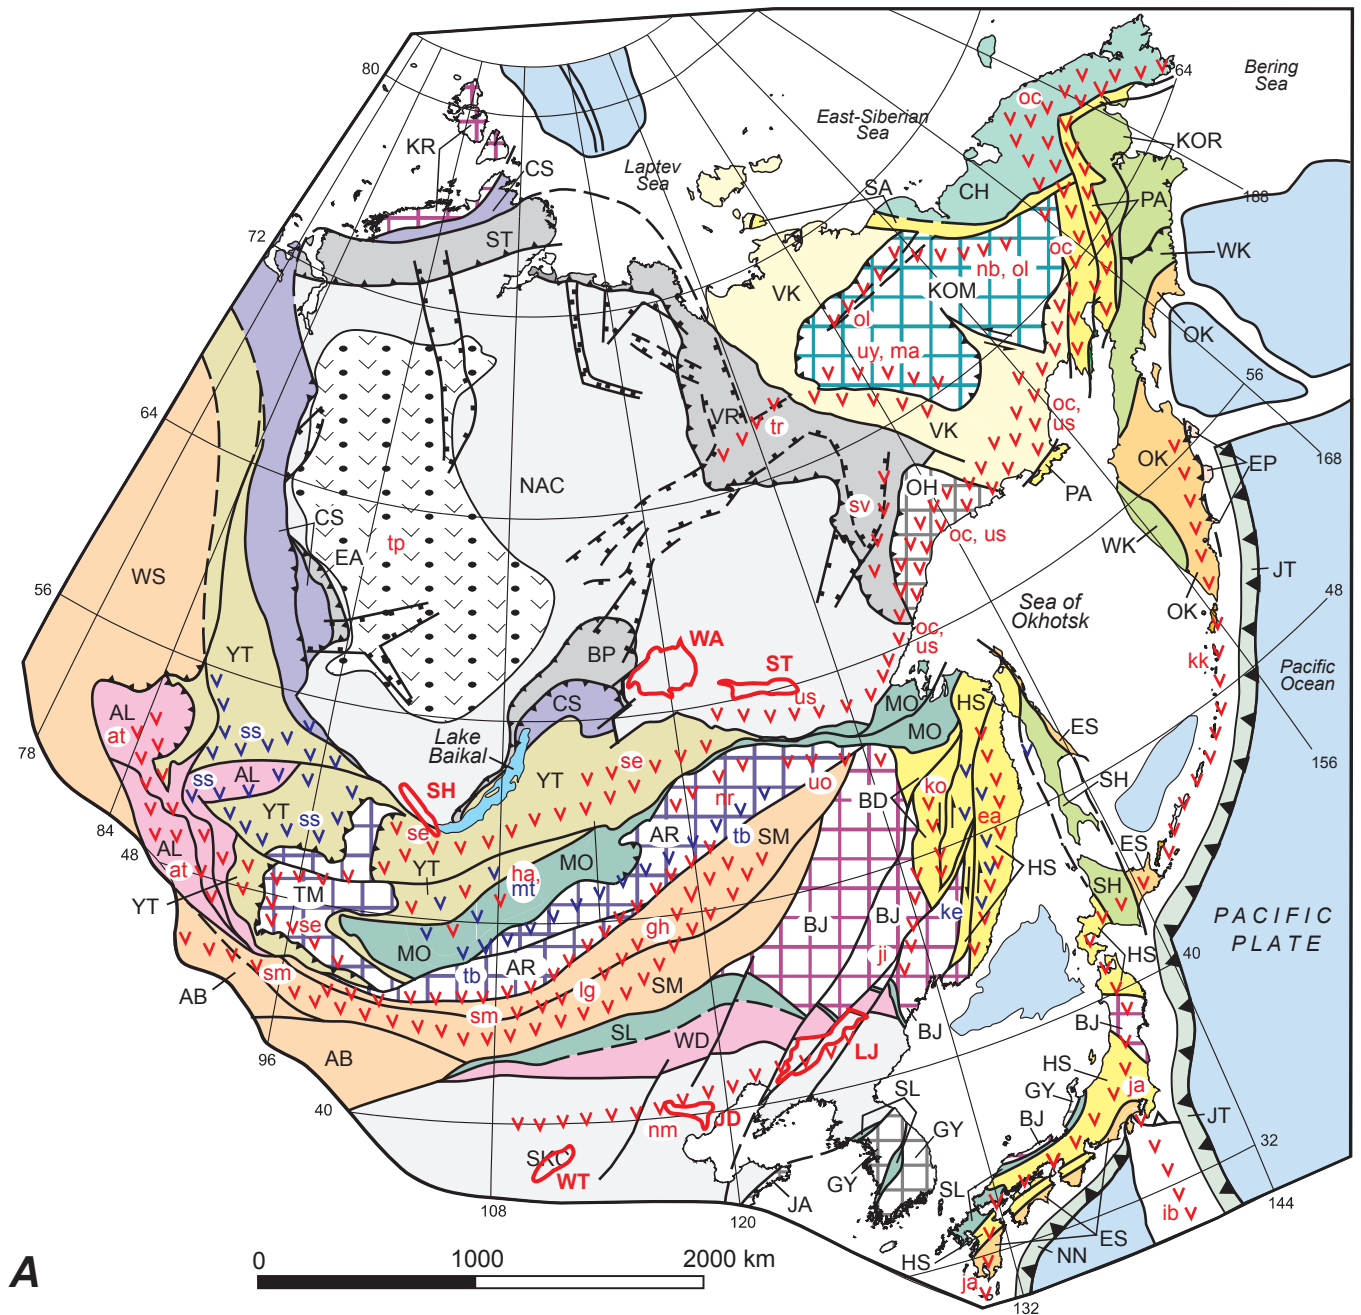 80
64
Bering
Sea
oc
East-Siberian
Sea
KR
CS
Laptev
Sea
KOR
SA
CH
PA
188
72
ST
oc
WK
nb, ol
VK
KOM
ol
OK
uy, ma
56
64
VR
tr
oc,
us
VK
OK
EP
168
NAC
OH
PA
CS
sv
tp
oc, us
WK
EA
JT
WS
48
56
OK
Sea of
Okhotsk
oc,
us
YT
BP
WA
ST
kk
Pacific
Ocean
us
AL
CS
MO
HS
at
ss
Lake
Baikal
MO
ES
78
se
156
ss
AL
YT
SH
SH
uo
ko
BD
nr
YT
ss
ea
84
se
AR
tb
SM
48
AL
YT
MO
ES
at
ha,
mt
HS
TM
SH
YT
se
BJ
BJ
ke
gh
PACIFIC
PLATE
MO
ji
HS
sm
tb
AR
40
AB
lg
SM
sm
BJ
SL
BJ
96
AB
WD
LJ
HS
SL
ja
GY
40
JD
BJ
JT
nm
GY
32
SKC
WT
GY
SL
JA
144
108
ib
120
ES
NN
HS
A
0
1000
2000 km
ja
132